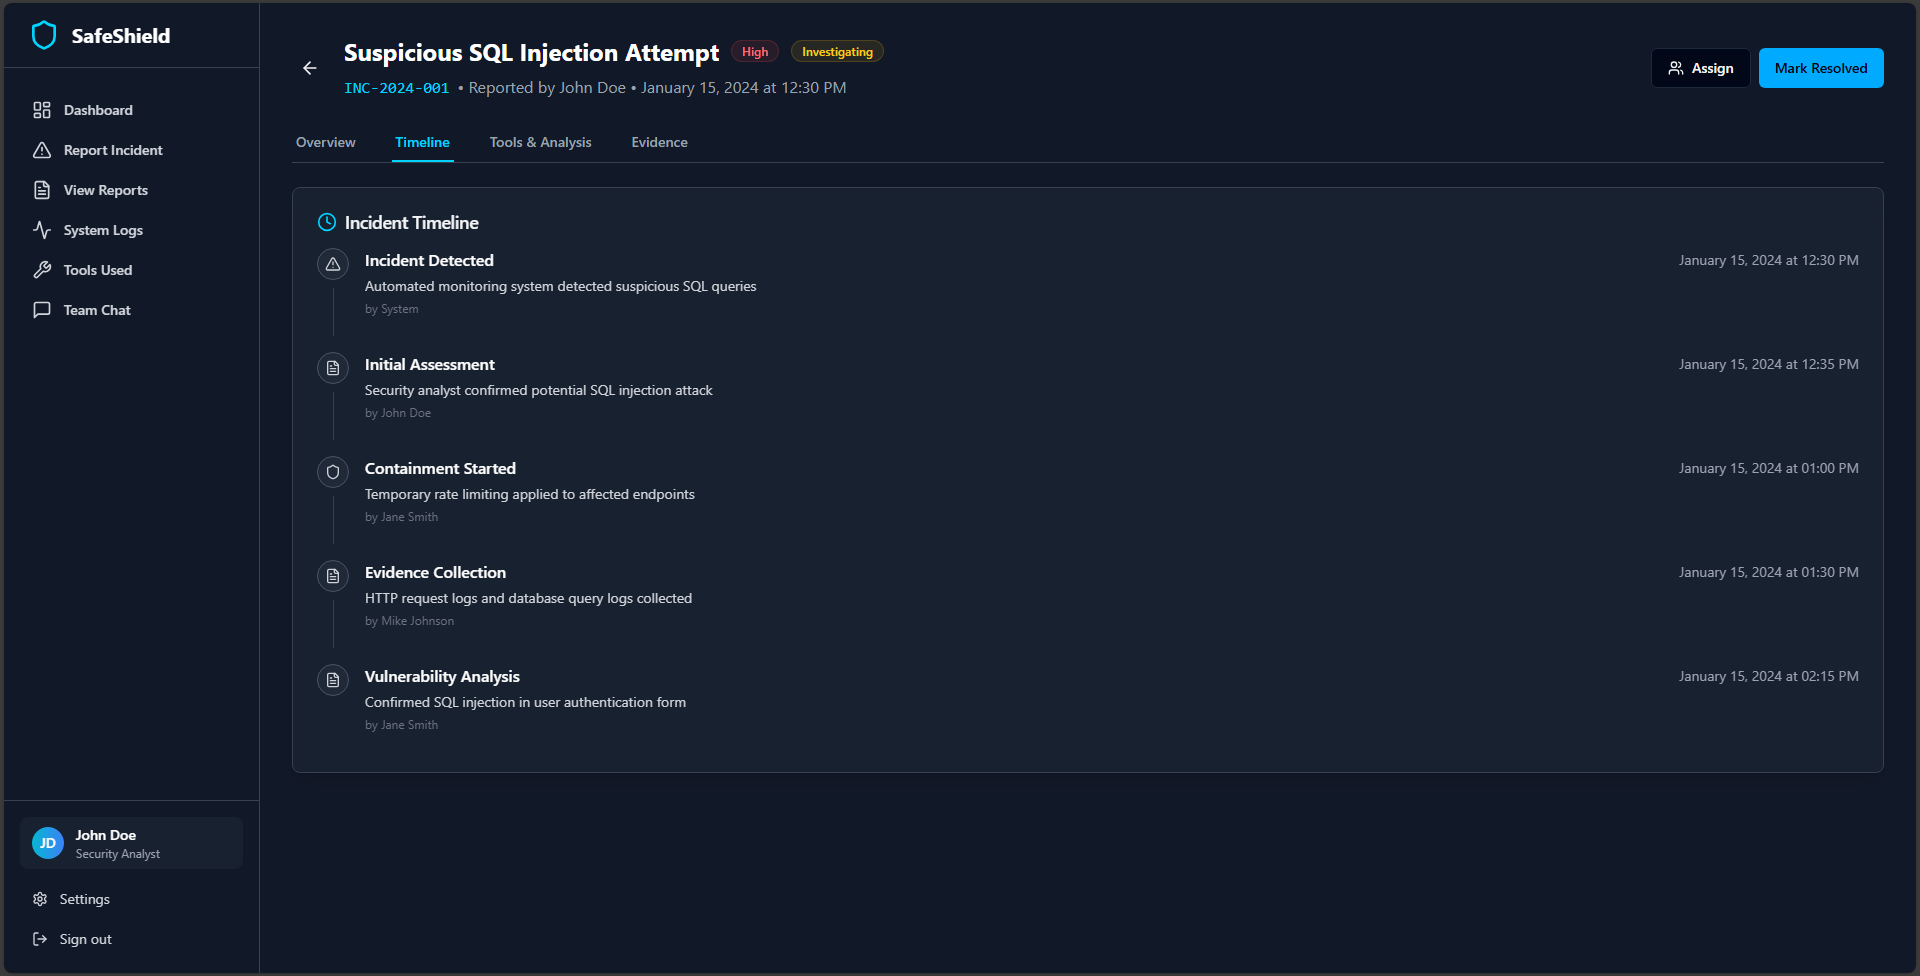 SafeShield
Dashboard
Report Incident
View Reports
System Logs
Tools Used
Team Chat
JD
John Doe
Security Analyst
Settings
Sign out
Suspicious SQL Injection Attempt High Investigating
INC-2024-001 • Reported by John Doe • January 15, 2024 at 12:30 PM
Assign
Mark Resolved
Overview Timeline Tools & Analysis Evidence
Incident Timeline
Incident Detected January 15, 2024 at 12:30 PM
Automated monitoring system detected suspicious SQL queries
by System
Initial Assessment January 15, 2024 at 12:35 PM
Security analyst confirmed potential SQL injection attack
by John Doe
Containment Started January 15, 2024 at 01:00 PM
Temporary rate limiting applied to affected endpoints
by Jane Smith
Evidence Collection January 15, 2024 at 01:30 PM
HTTP request logs and database query logs collected
by Mike Johnson
Vulnerability Analysis January 15, 2024 at 02:15 PM
Confirmed SQL injection in user authentication form
by Jane Smith